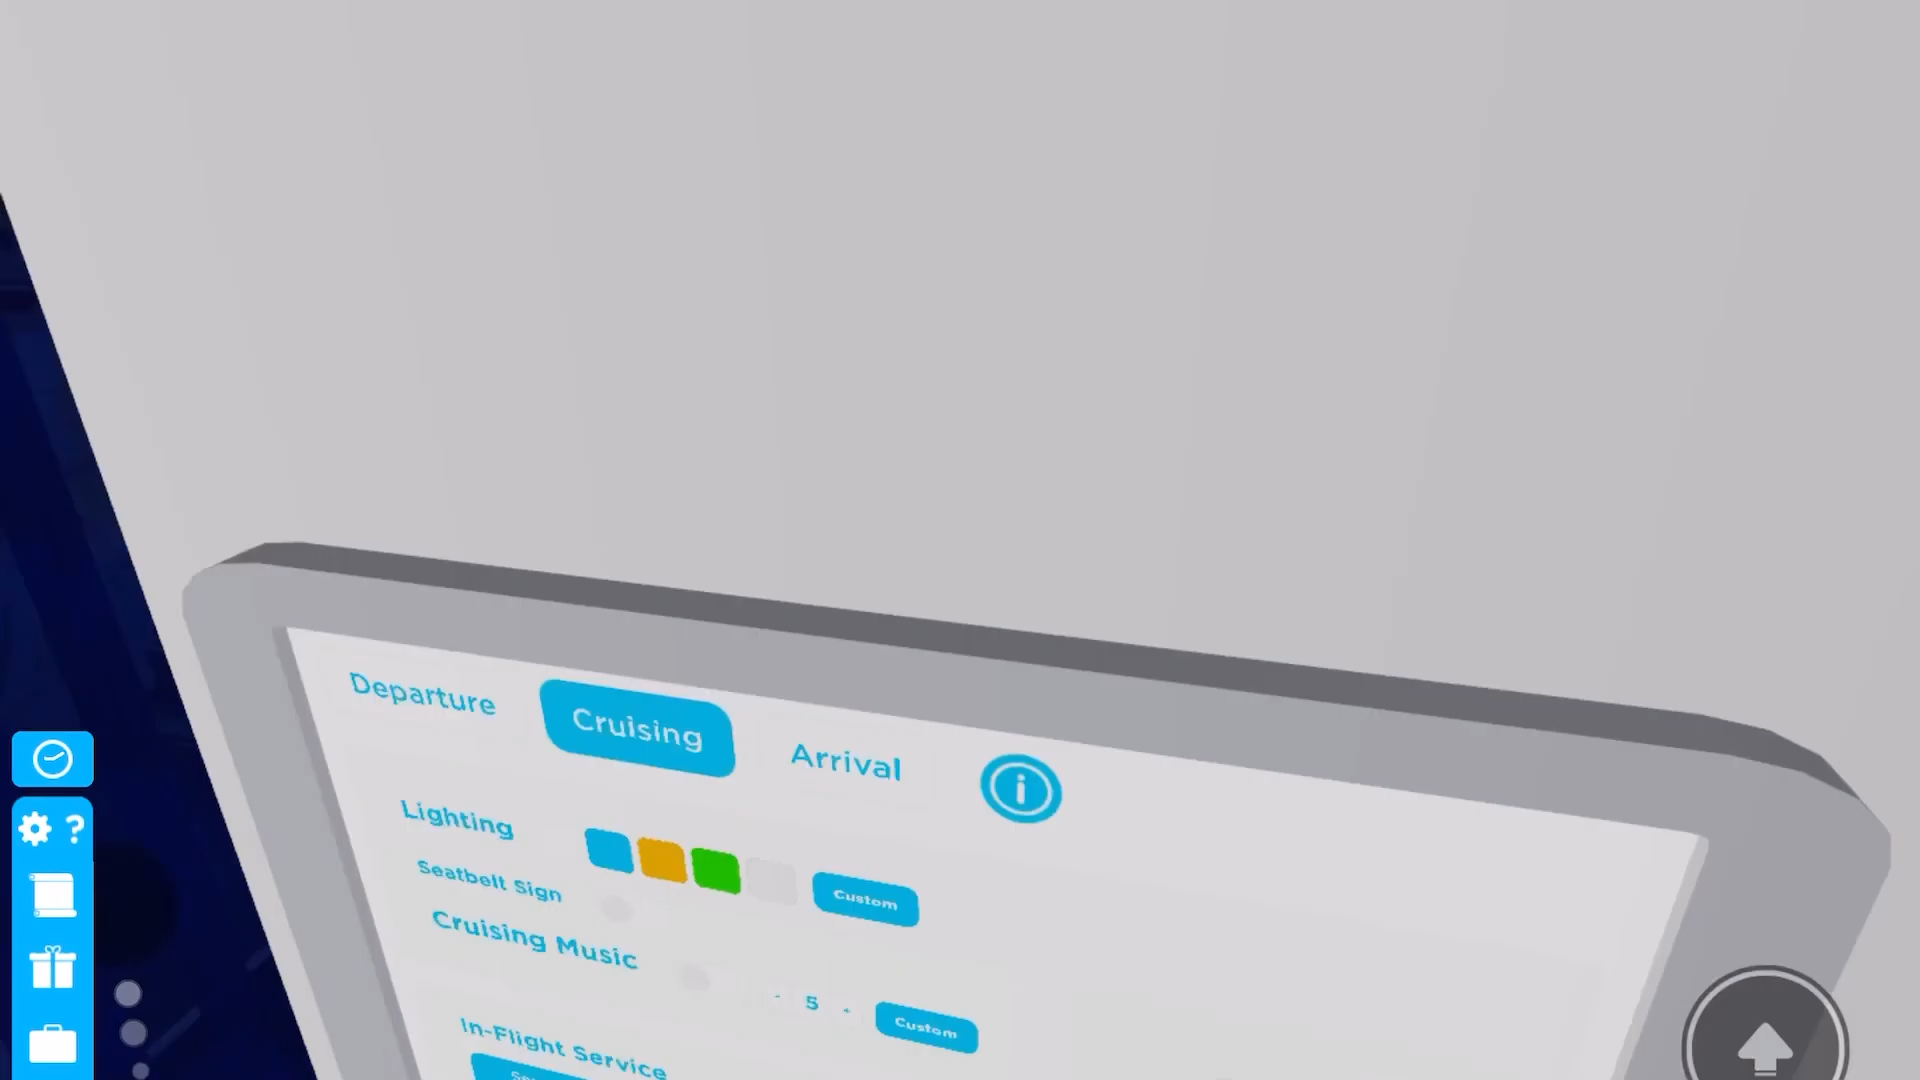 Departure Cruising Arrival i
Lighting Custom
Seatbelt Sign
Cruising Music - 5 Custom
In-Flight Service
?